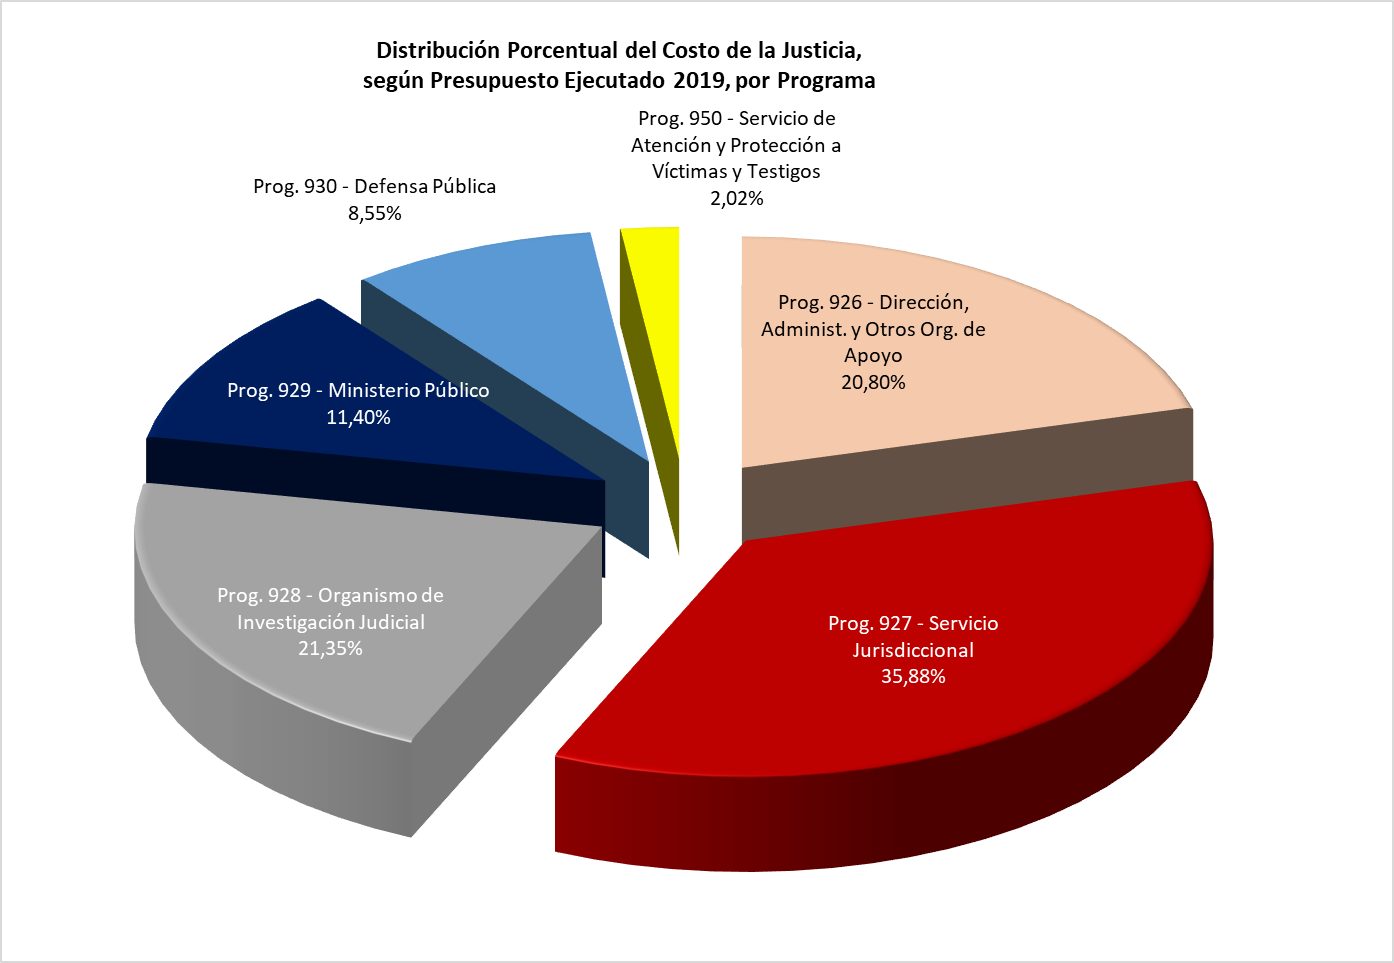 Distribución Porcentual del Costo de la Justicia,
según Presupuesto Ejecutado 2019, por Programa
Prog. 950 - Servicio de
Atención y Protección a
Víctimas y Testigos
2,02%
Prog. 930 - Defensa Pública
8,55%
Prog. 926 - Dirección,
Administ. y Otros Org. de
Apoyo
20,80%
Prog. 929 - Ministerio Público
11,40%
Prog. 928 - Organismo de
Investigación Judicial
21,35%
Prog. 927 - Servicio
Jurisdiccional
35,88%